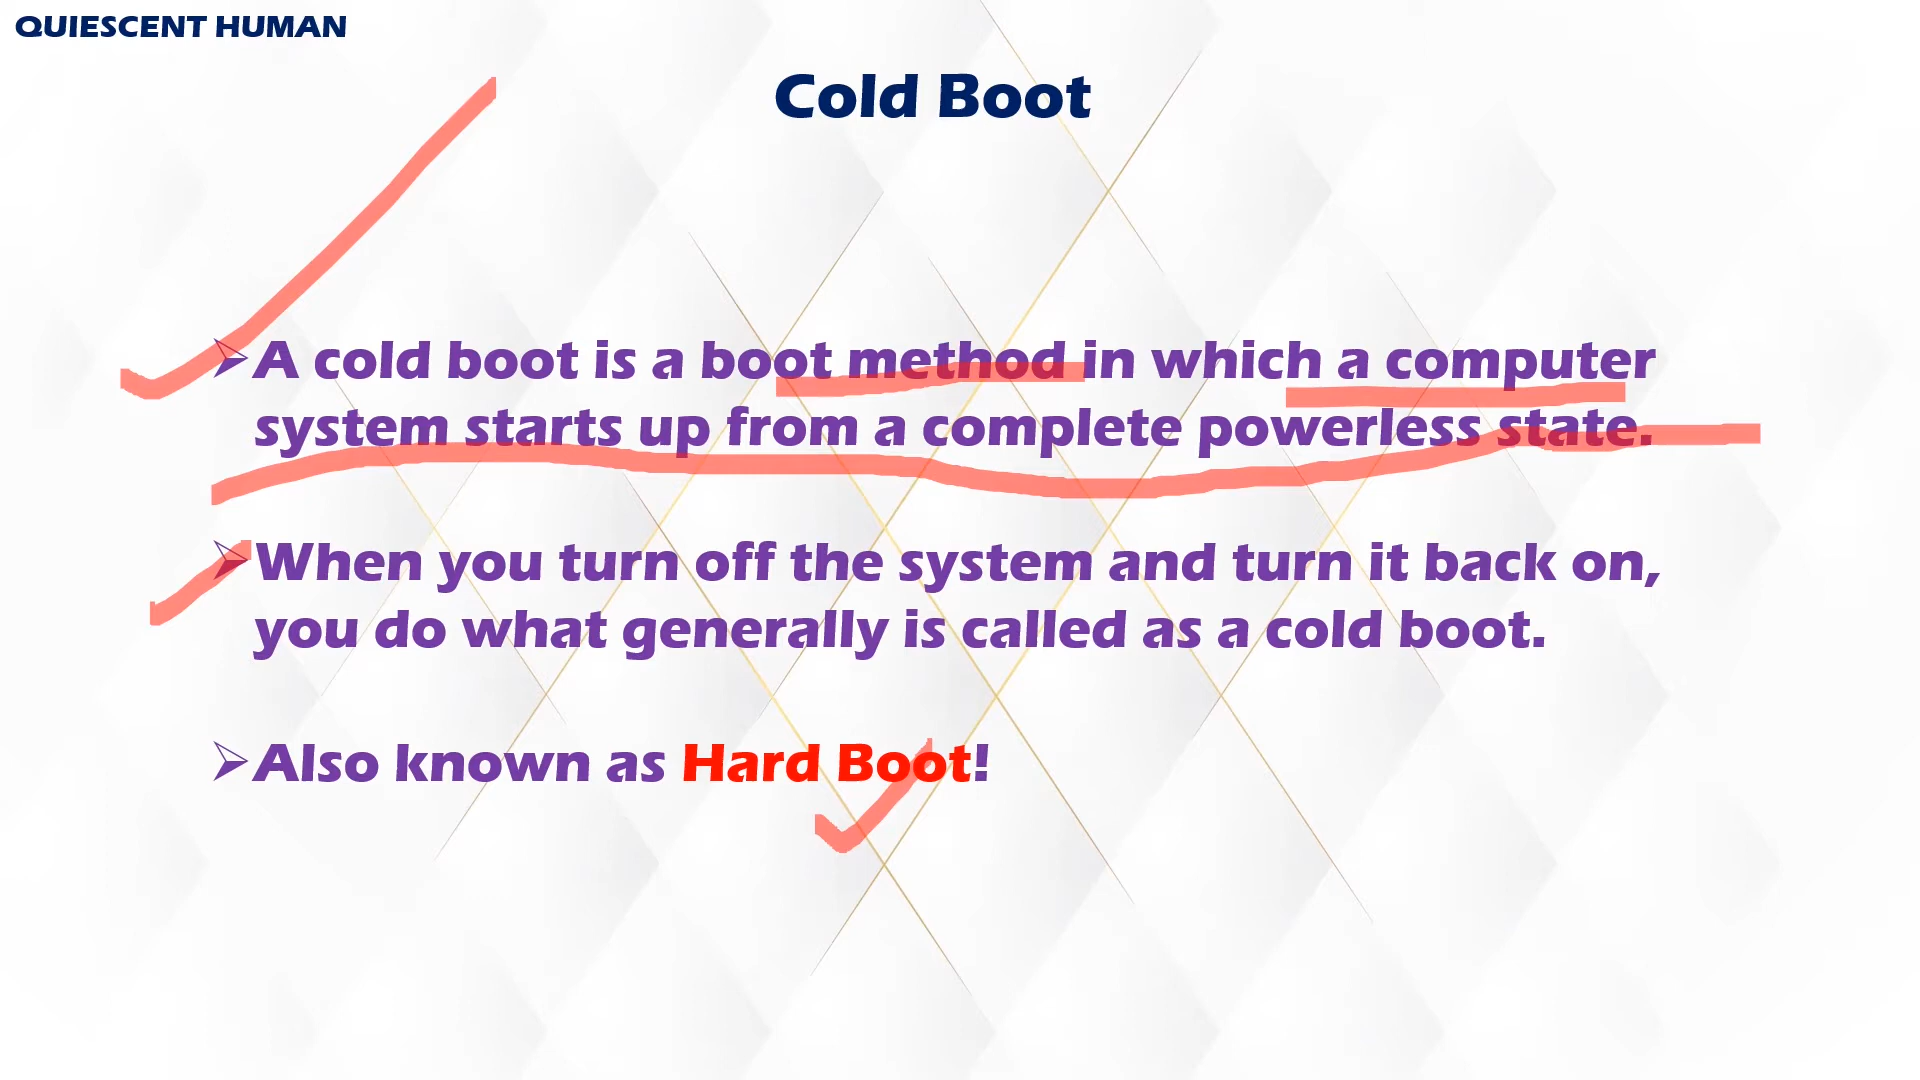 QUIESCENT HUMAN
Cold Boot
➢A cold boot is a boot method in which a computer
system starts up from a complete powerless state.
➢When you turn off the system and turn it back on,
you do what generally is called as a cold boot.
➢Also known as Hard Boot!